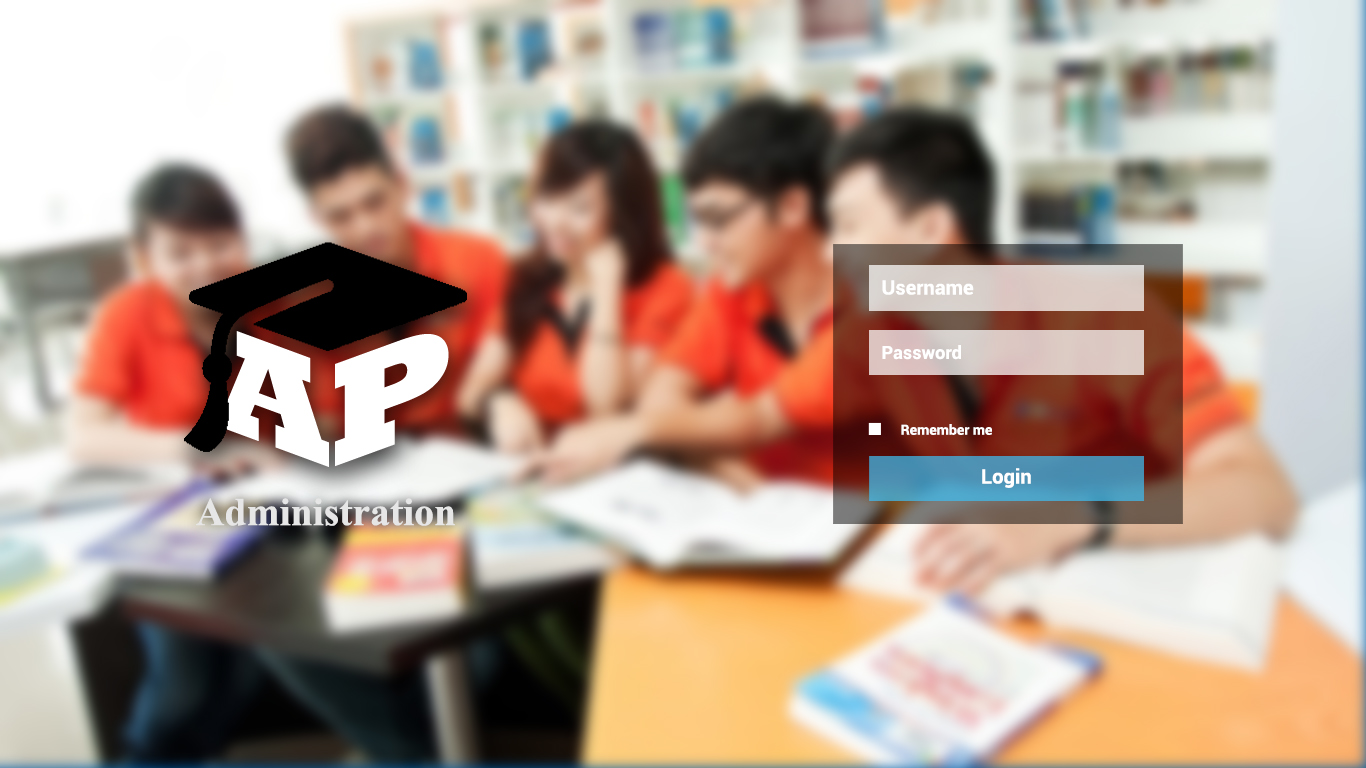 AP
Administration
Username
Password
Remember me
Login